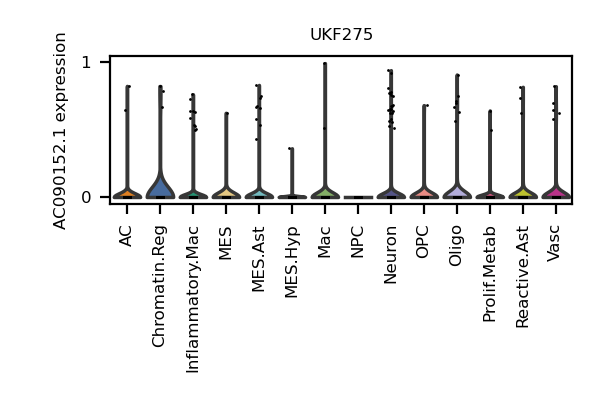 UKF275
AC090152.1 expression
1
0
AC
Chromatin.Reg
Inflammatory.Mac
MES
MES.Ast
MES.Hyp
Mac
NPC
Neuron
OPC
Oligo
Prolif.Metab
Reactive.Ast
Vasc